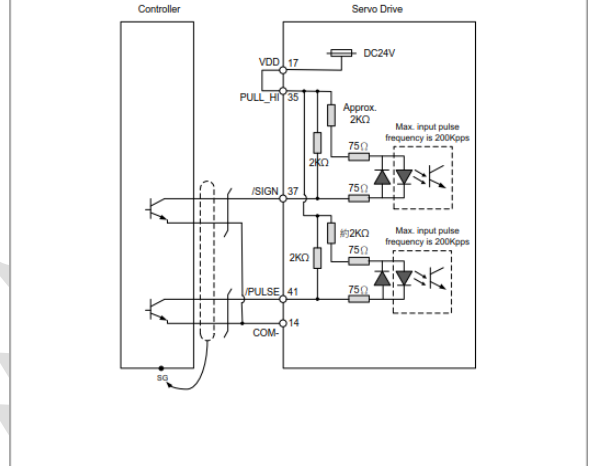 Controller
Servo Drive
VDD
17
DC24V
PULL_HI
35
Approx.
2KΩ
Max. input pulse
frequency is 200Kpps
75Ω
2KΩ
/SIGN
37
75Ω
約2KΩ
Max. input pulse
frequency is 200Kpps
75Ω
2KΩ
/PULSE
41
75Ω
14
COM-
SG